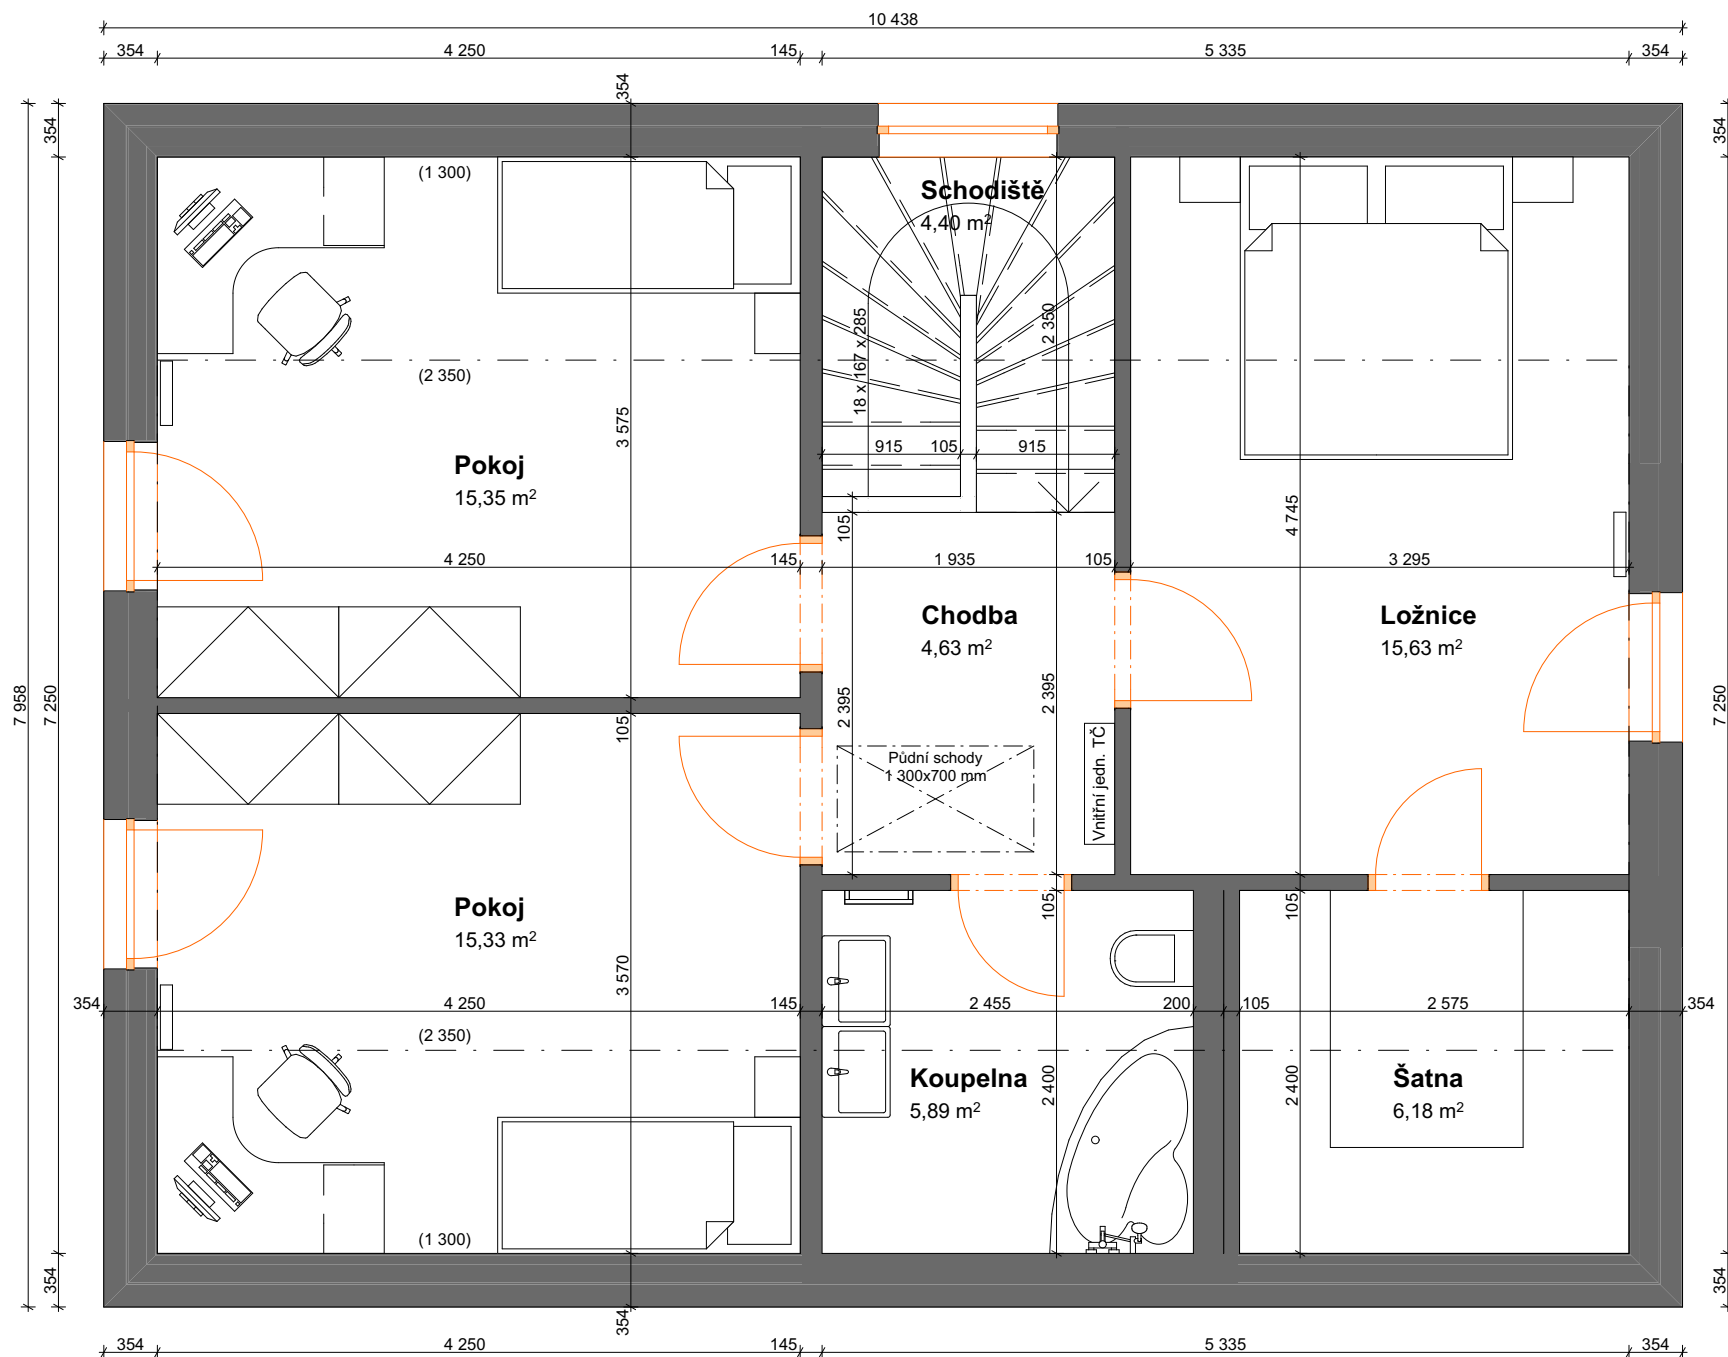 10 438
354
4 250
145
5 335
354
354
354
354
7 958
7 250
7 250
(1 300)
Schodiště
4,40 m²
18 x 167 x 285
2 350
(2 350)
3 575
915
105
915
Pokoj
15,35 m²
4 745
105
4 250
145
1 935
105
3 295
Chodba
4,63 m²
Ložnice
15,63 m²
2 395
2 395
105
Půdní schody
1 300x700 mm
Vnitřní jedn. TČ
Pokoj
15,33 m²
105
105
3 570
354
4 250
145
2 455
200
105
2 575
354
(2 350)
Koupelna
5,89 m²
2 400
2 400
Šatna
6,18 m²
(1 300)
354
354
354
354
4 250
145
5 335
354